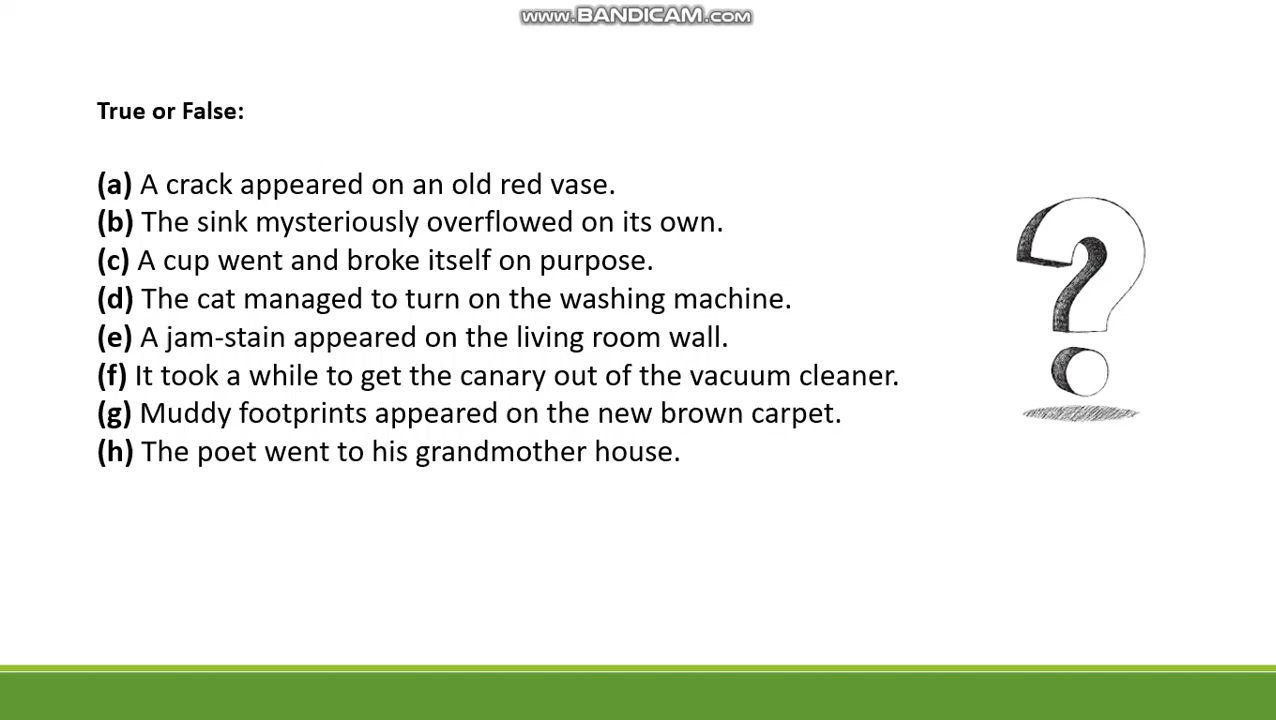 www.BANDICAM.com
True or False:
(a) A crack appeared on an old red vase.
(b) The sink mysteriously overflowed on its own.
(c) A cup went and broke itself on purpose.
(d) The cat managed to turn on the washing machine.
(e) A jam-stain appeared on the living room wall.
(f) It took a while to get the canary out of the vacuum cleaner.
(g) Muddy footprints appeared on the new brown carpet.
(h) The poet went to his grandmother house.